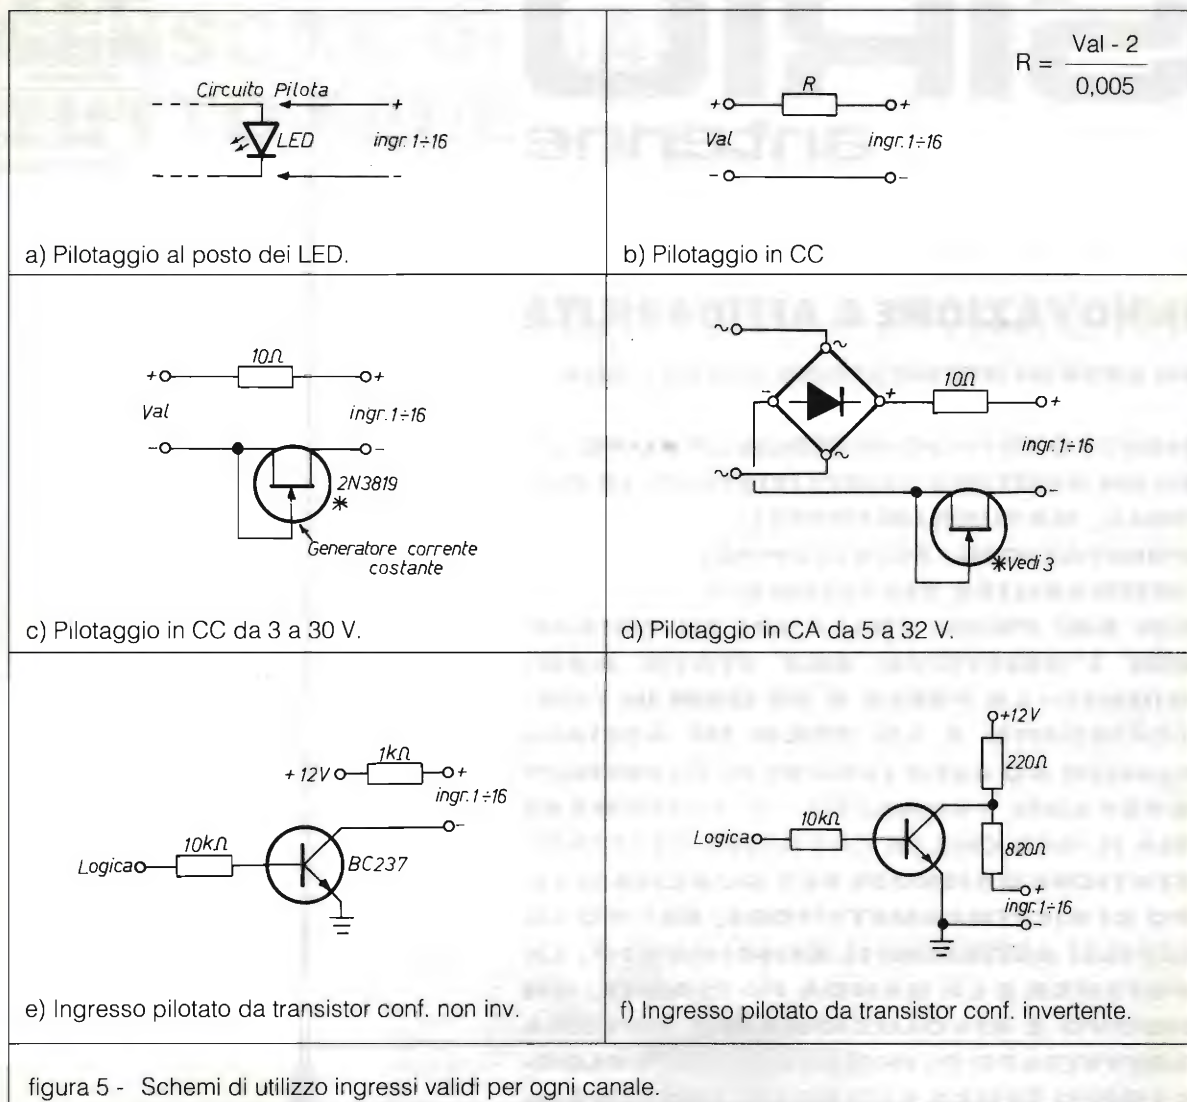 Circuito Pilota
+
LED
ingr. 1÷16
-
a) Pilotaggio al posto dei LED.
R = Val - 2
0,005
R
+ +
Val
ingr. 1÷16
- -
b) Pilotaggio in CC
10Ω
+ +
Val
ingr. 1÷16
- -
2N3819
*
Generatore corrente
costante
c) Pilotaggio in CC da 3 a 30 V.
~ ~
- +
10Ω
+
ingr. 1÷16
~ ~
-
*Vedi 3
d) Pilotaggio in CA da 5 a 32 V.
1kΩ
+12V +
ingr. 1÷16
-
10kΩ
Logica
BC237
e) Ingresso pilotato da transistor conf. non inv.
+12V
220Ω
10kΩ
Logica
820Ω
+
ingr. 1÷16
-
f) Ingresso pilotato da transistor conf. invertente.
figura 5 - Schemi di utilizzo ingressi validi per ogni canale.